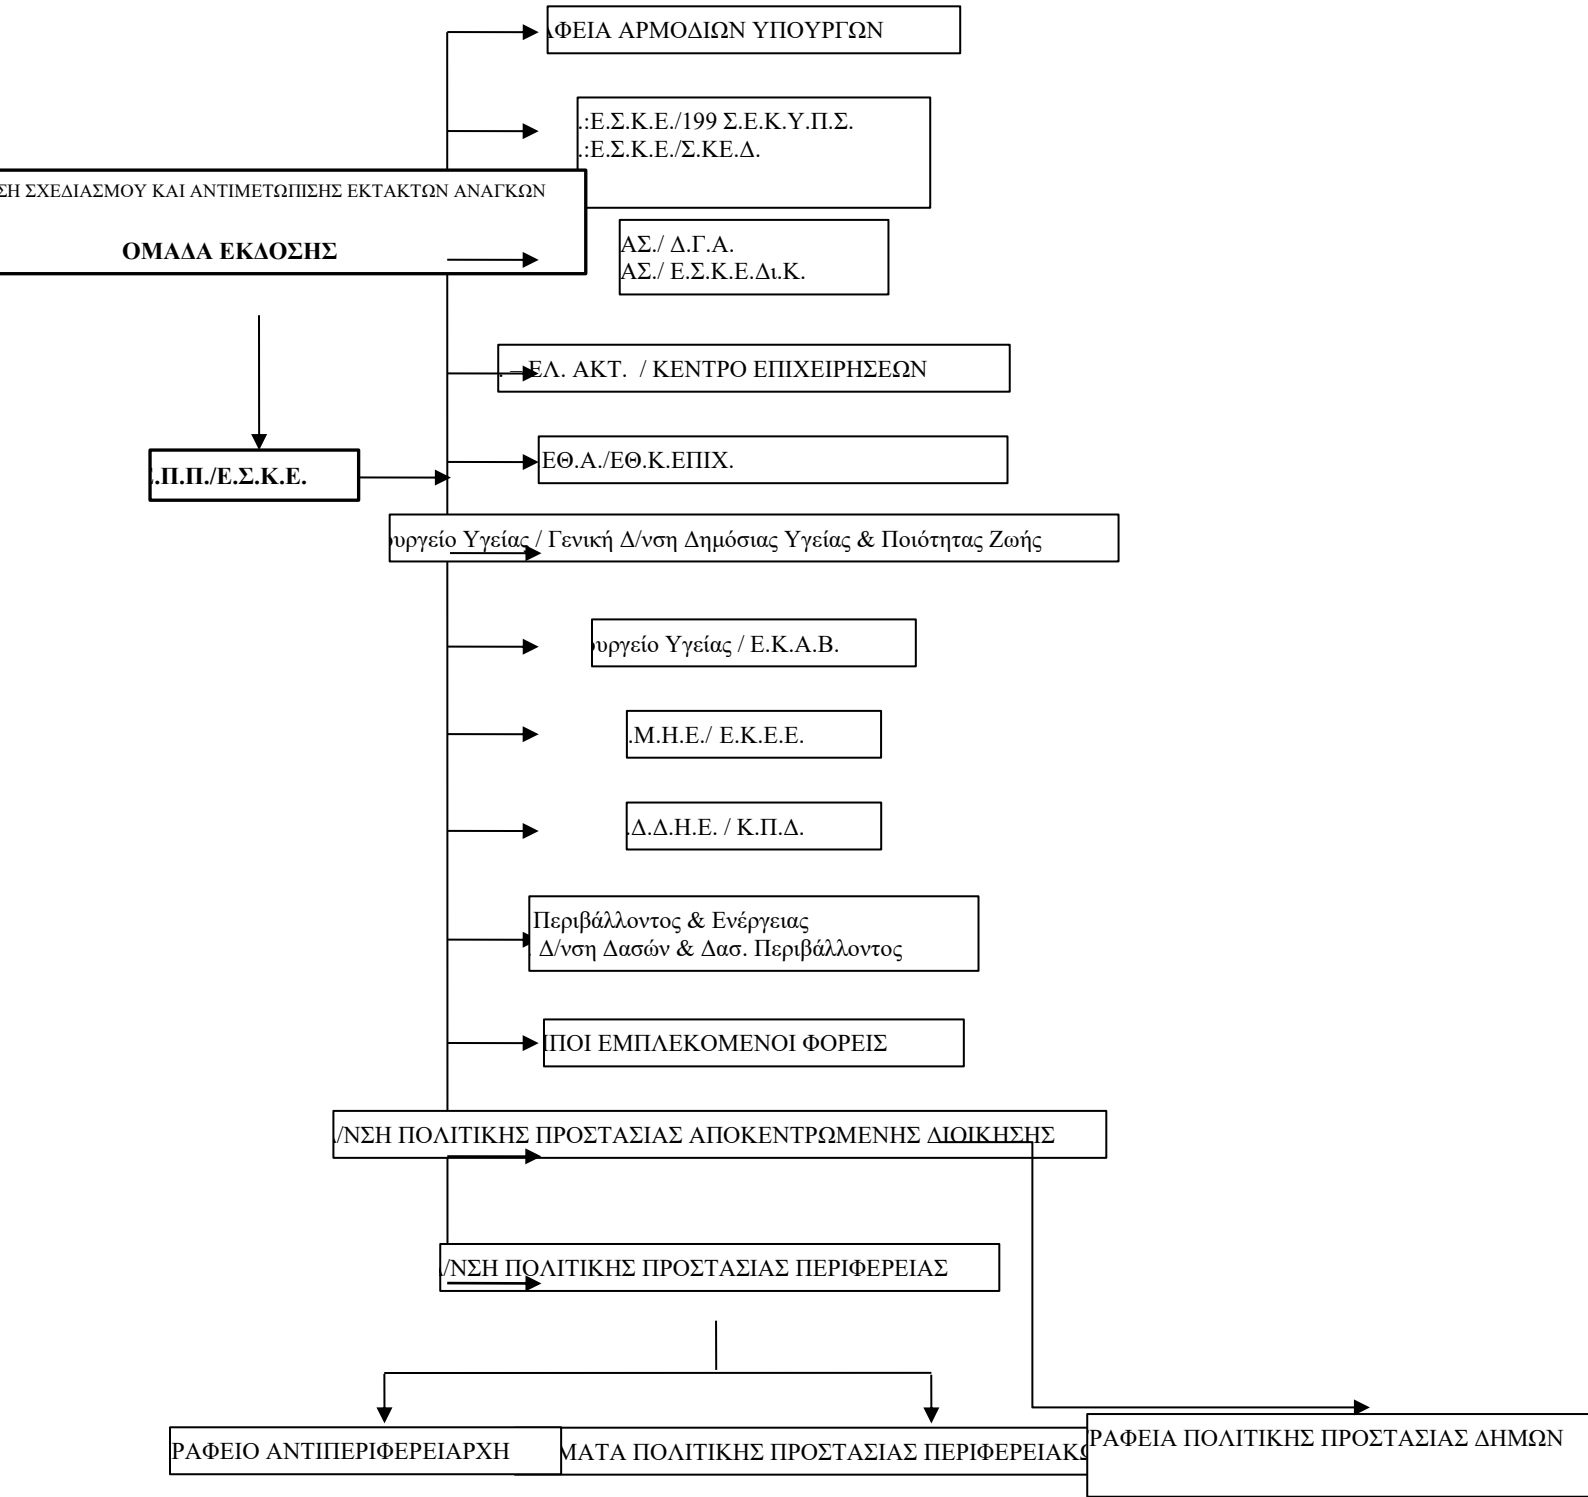 ΑΦΕΙΑ ΑΡΜΟΔΙΩΝ ΥΠΟΥΡΓΩΝ
.:Ε.Σ.Κ.Ε./199 Σ.Ε.Κ.Υ.Π.Σ.
.:Ε.Σ.Κ.Ε./Σ.ΚΕ.Δ.
ΣΗ ΣΧΕΔΙΑΣΜΟΥ ΚΑΙ ΑΝΤΙΜΕΤΩΠΙΣΗΣ ΕΚΤΑΚΤΩΝ ΑΝΑΓΚΩΝ
ΟΜΑΔΑ ΕΚΔΟΣΗΣ
ΑΣ./ Δ.Γ.Α.
ΑΣ./ Ε.Σ.Κ.Ε.Δι.Κ.
. – ΕΛ. ΑΚΤ. / ΚΕΝΤΡΟ ΕΠΙΧΕΙΡΗΣΕΩΝ
ΕΘ.Α./ΕΘ.Κ.ΕΠΙΧ.
Σ.Π.Π./Ε.Σ.Κ.Ε.
υργείο Υγείας / Γενική Δ/νση Δημόσιας Υγείας & Ποιότητας Ζωής
υργείο Υγείας / Ε.Κ.Α.Β.
.Μ.Η.Ε./ Ε.Κ.Ε.Ε.
.Δ.Δ.Η.Ε. / Κ.Π.Δ.
Περιβάλλοντος & Ενέργειας
Δ/νση Δασών & Δασ. Περιβάλλοντος
ΙΠΟΙ ΕΜΠΛΕΚΟΜΕΝΟΙ ΦΟΡΕΙΣ
/ΝΣΗ ΠΟΛΙΤΙΚΗΣ ΠΡΟΣΤΑΣΙΑΣ ΑΠΟΚΕΝΤΡΩΜΕΝΗΣ ΔΙΟΙΚΗΣΗΣ
/ΝΣΗ ΠΟΛΙΤΙΚΗΣ ΠΡΟΣΤΑΣΙΑΣ ΠΕΡΙΦΕΡΕΙΑΣ
ΡΑΦΕΙΟ ΑΝΤΙΠΕΡΙΦΕΡΕΙΑΡΧΗ
ΜΑΤΑ ΠΟΛΙΤΙΚΗΣ ΠΡΟΣΤΑΣΙΑΣ ΠΕΡΙΦΕΡΕΙΑΚΩ
ΡΑΦΕΙΑ ΠΟΛΙΤΙΚΗΣ ΠΡΟΣΤΑΣΙΑΣ ΔΗΜΩΝ